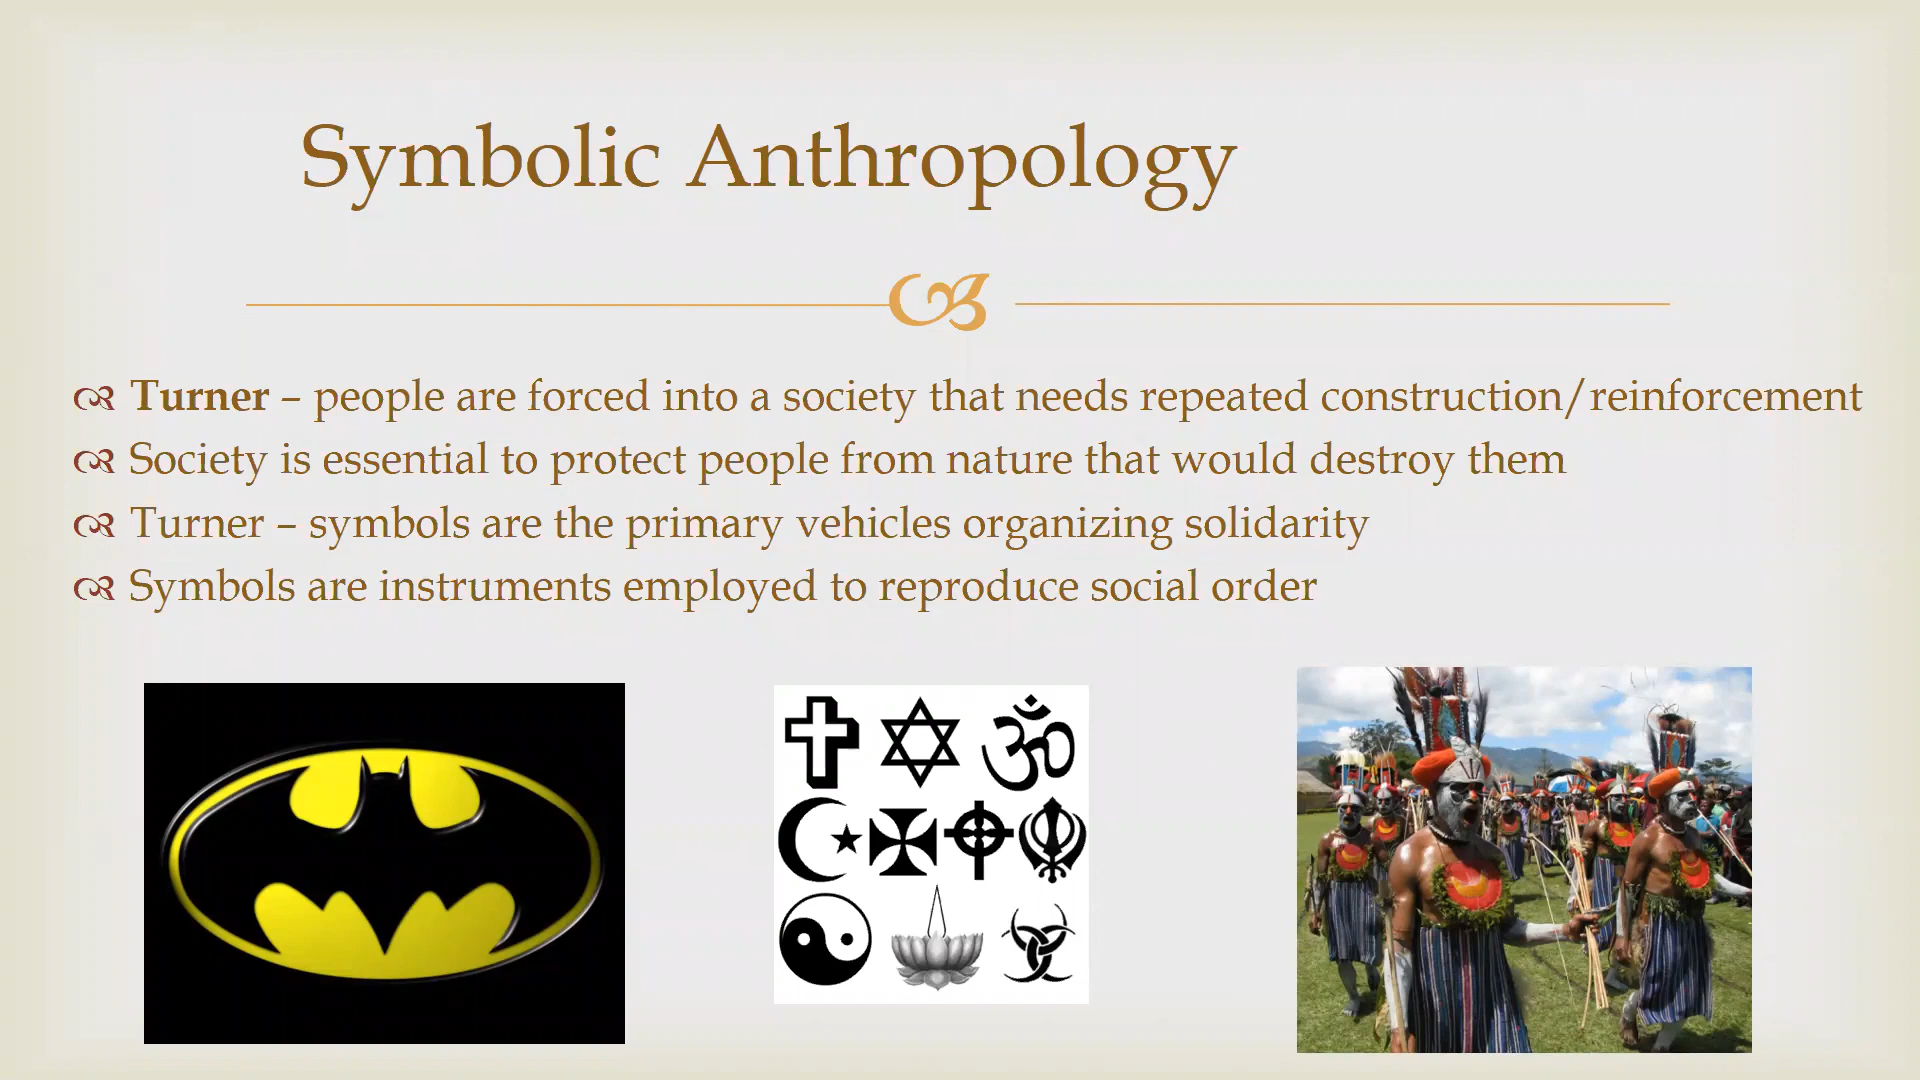 Symbolic Anthropology
Turner – people are forced into a society that needs repeated construction/reinforcement
Society is essential to protect people from nature that would destroy them
Turner – symbols are the primary vehicles organizing solidarity
Symbols are instruments employed to reproduce social order
ॐ